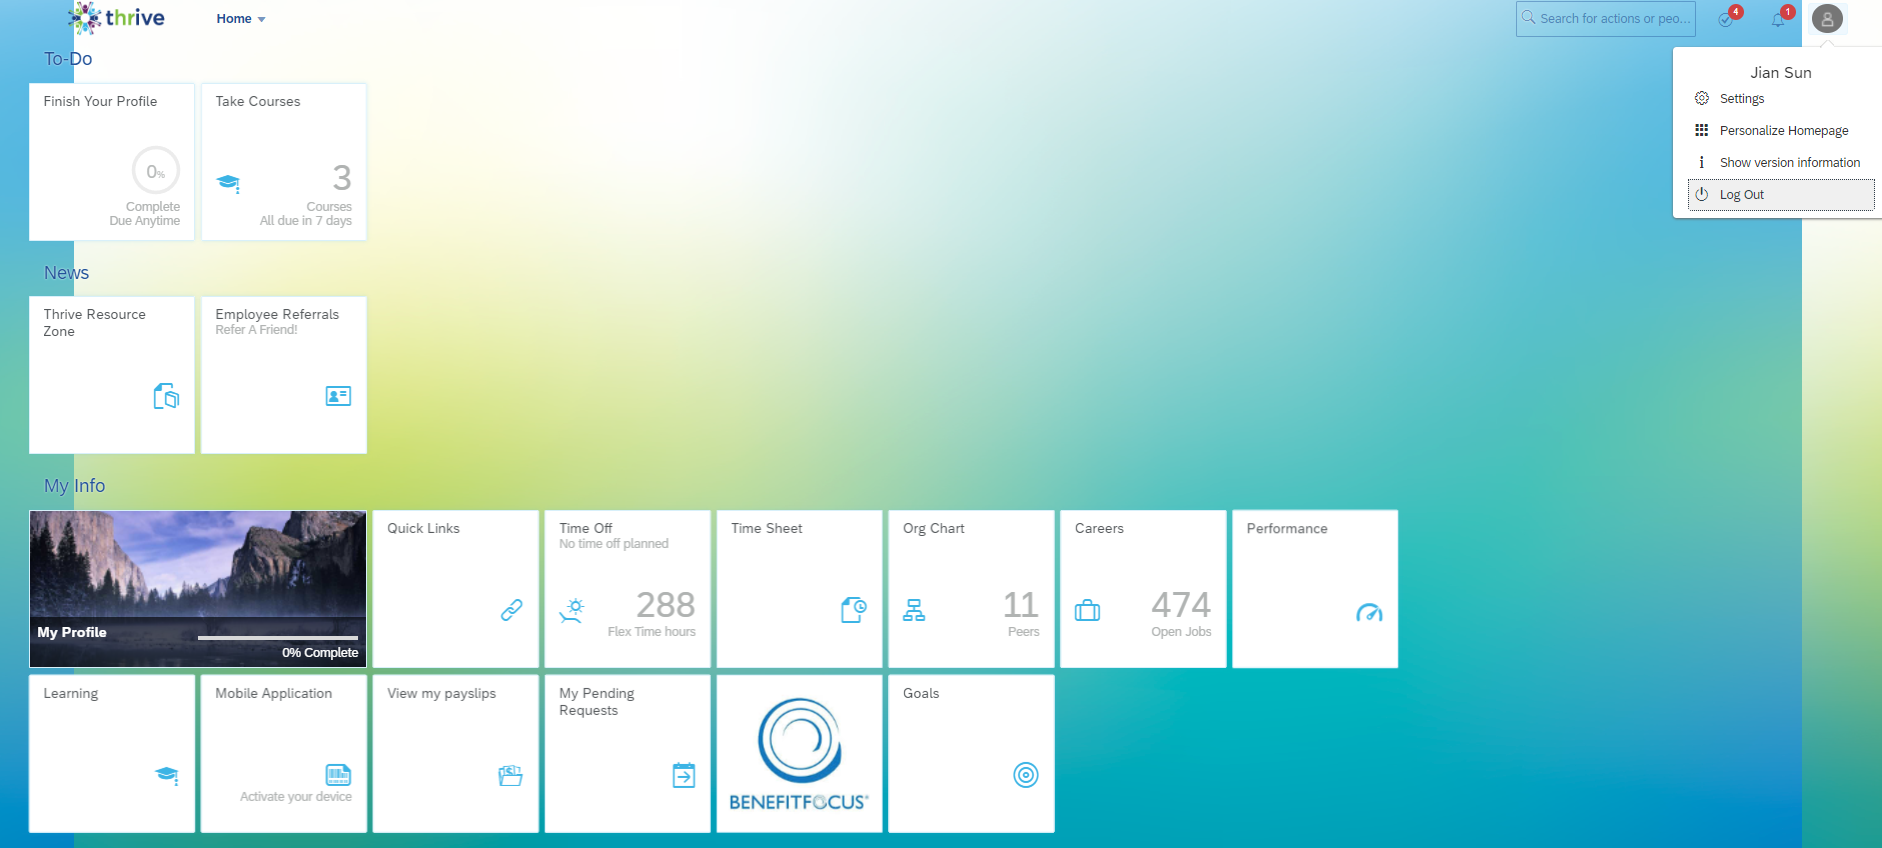 thrive
Home
Search for actions or peo...
4
1
Jian Sun
Settings
Personalize Homepage
Show version information
Log Out
To-Do
Finish Your Profile
0%
Complete
Due Anytime
Take Courses
3
Courses
All due in 7 days
News
Thrive Resource
Zone
Employee Referrals
Refer A Friend!
My Info
My Profile
0% Complete
Quick Links
Time Off
No time off planned
288
Flex Time hours
Time Sheet
Org Chart
11
Peers
Careers
474
Open Jobs
Performance
Learning
Mobile Application
Activate your device
View my payslips
My Pending
Requests
BENEFITFOCUS®
Goals